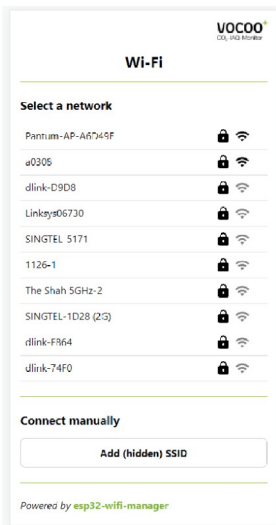 VOCOO
CO₂ IAQ Monitor
Wi-Fi
Select a network
Pantum-AP-A6D49F
a0305
dlink-D9D8
Linksys06730
SINGTEL 5171
1126-1
The Shah 5GHz-2
SINGTEL-1D28 (2G)
dlink-F864
dlink-74F0
Connect manually
Add (hidden) SSID
Powered by esp32-wifi-manager